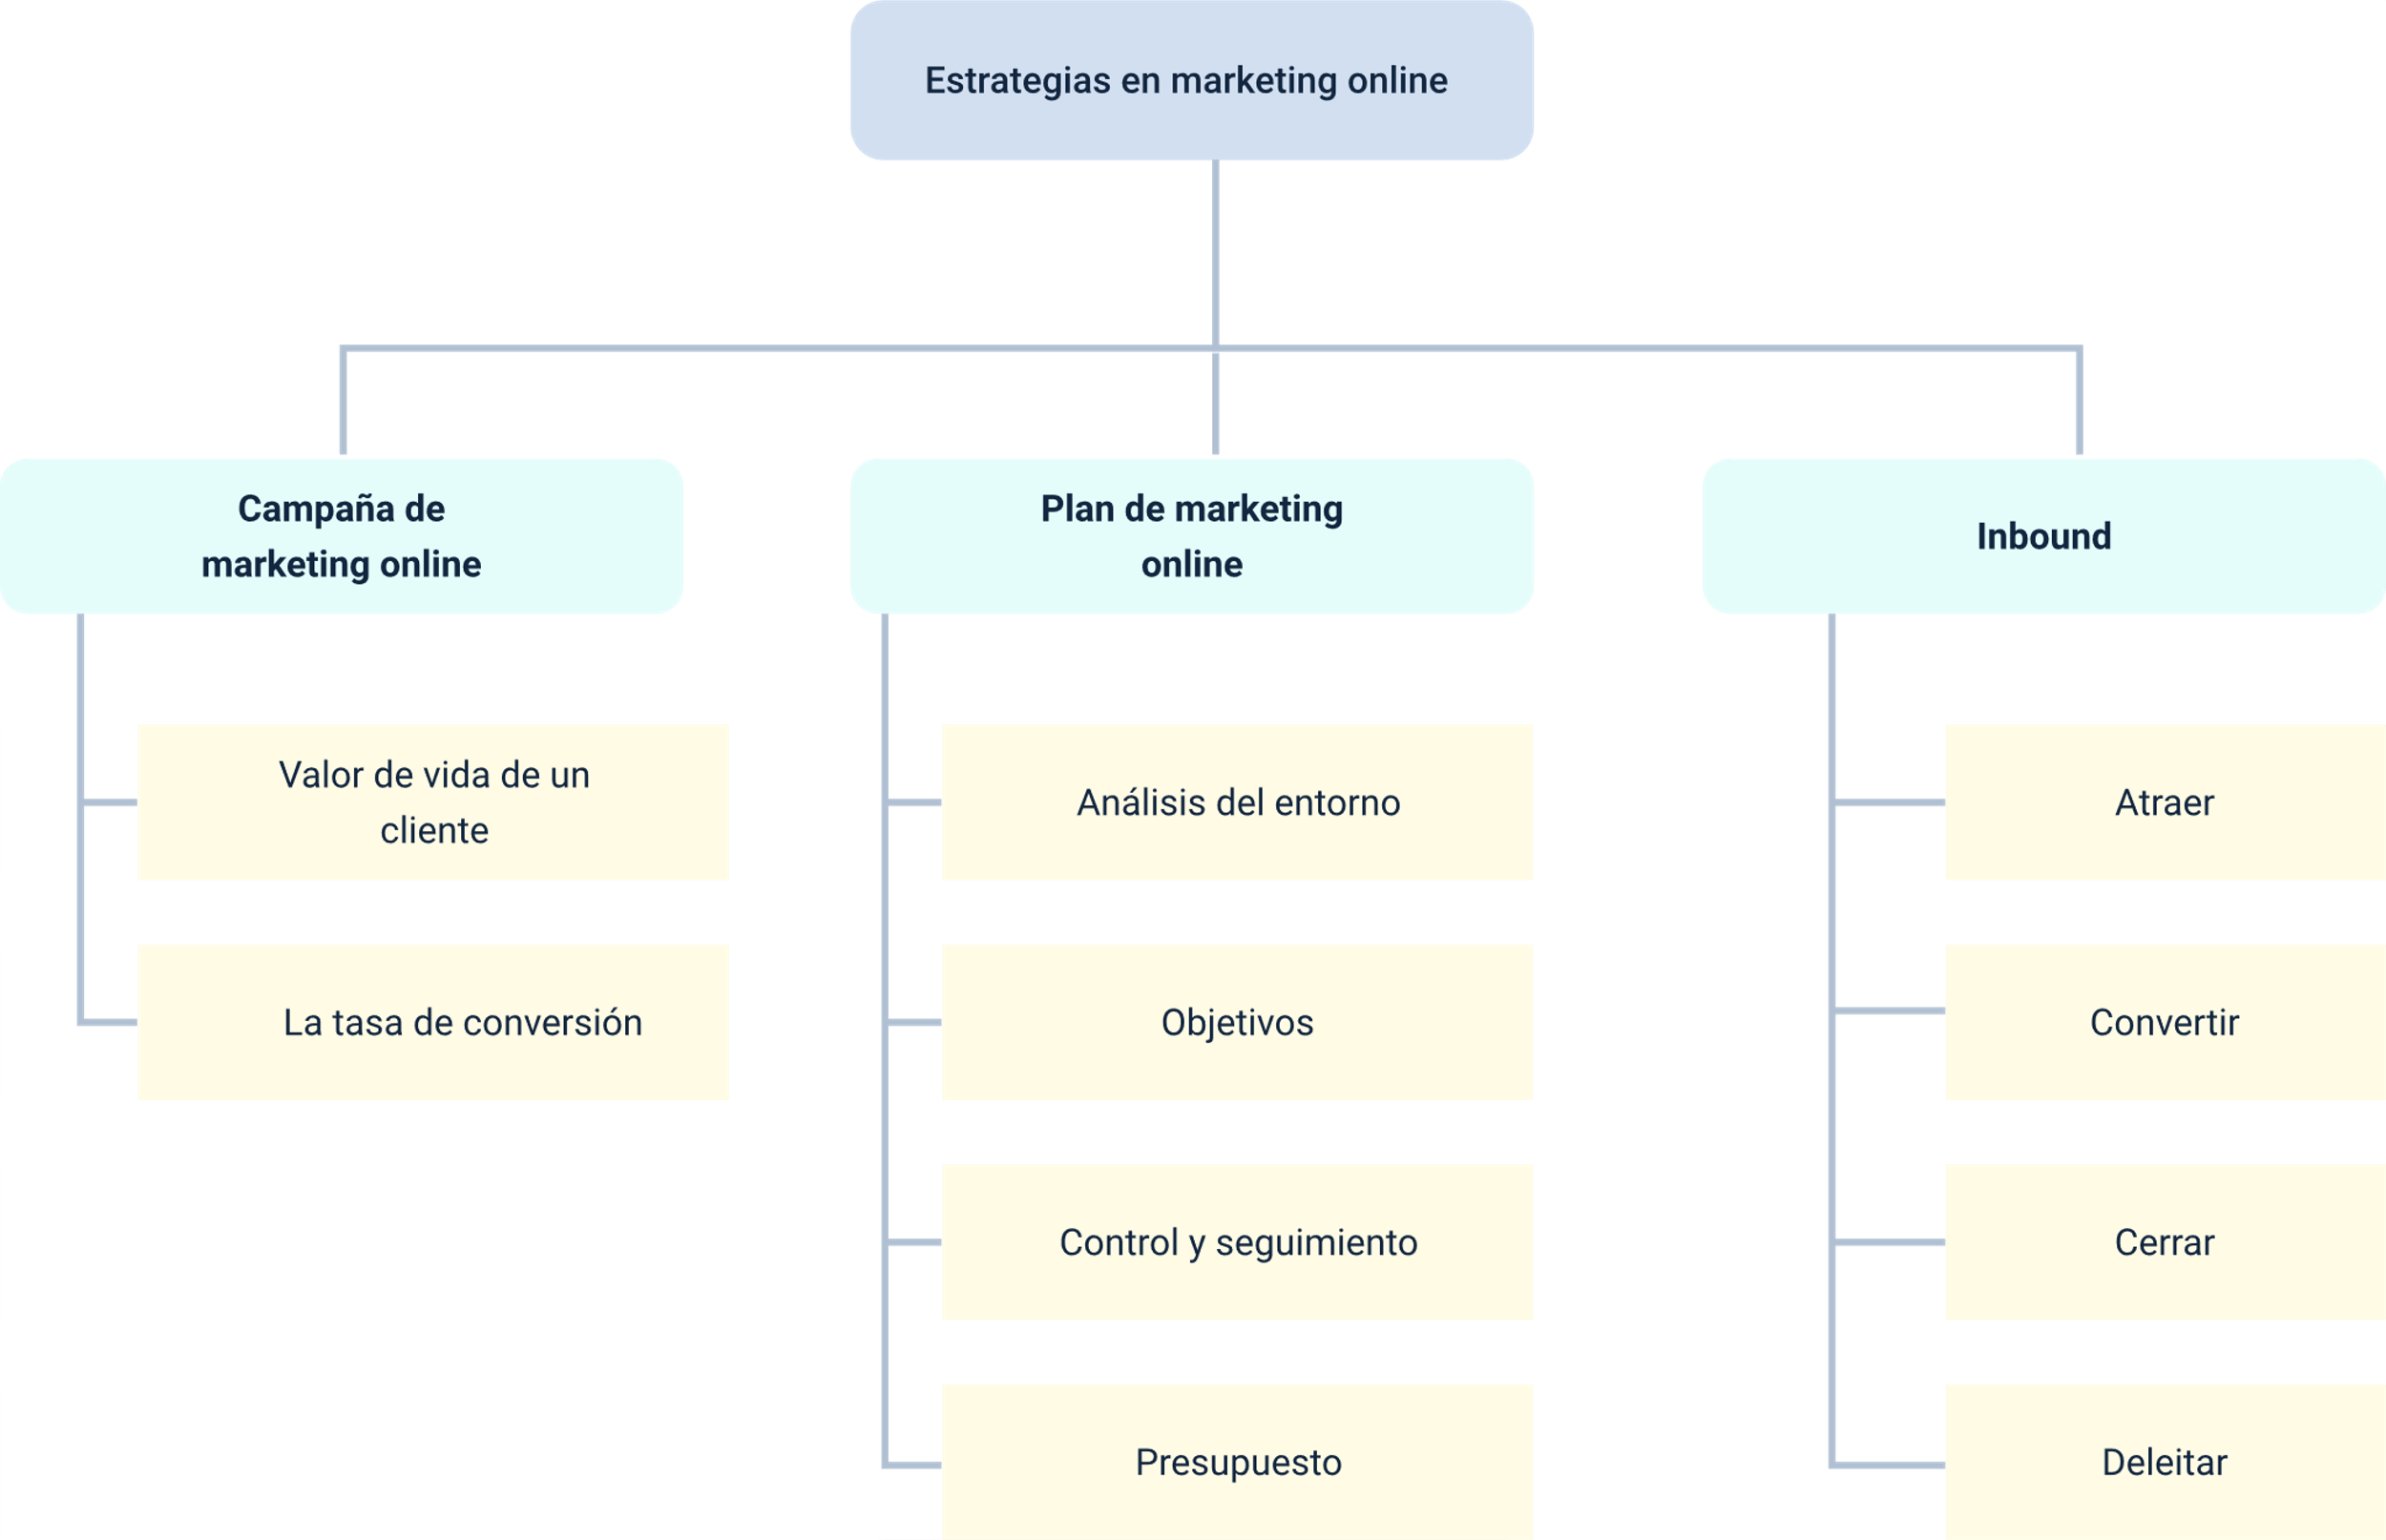 Estrategias en marketing online
Campaña de
marketing online
Plan de marketing
online
Inbound
Valor de vida de un
cliente
Análisis del entorno
Atraer
La tasa de conversión
Objetivos
Convertir
Control y seguimiento
Cerrar
Presupuesto
Deleitar